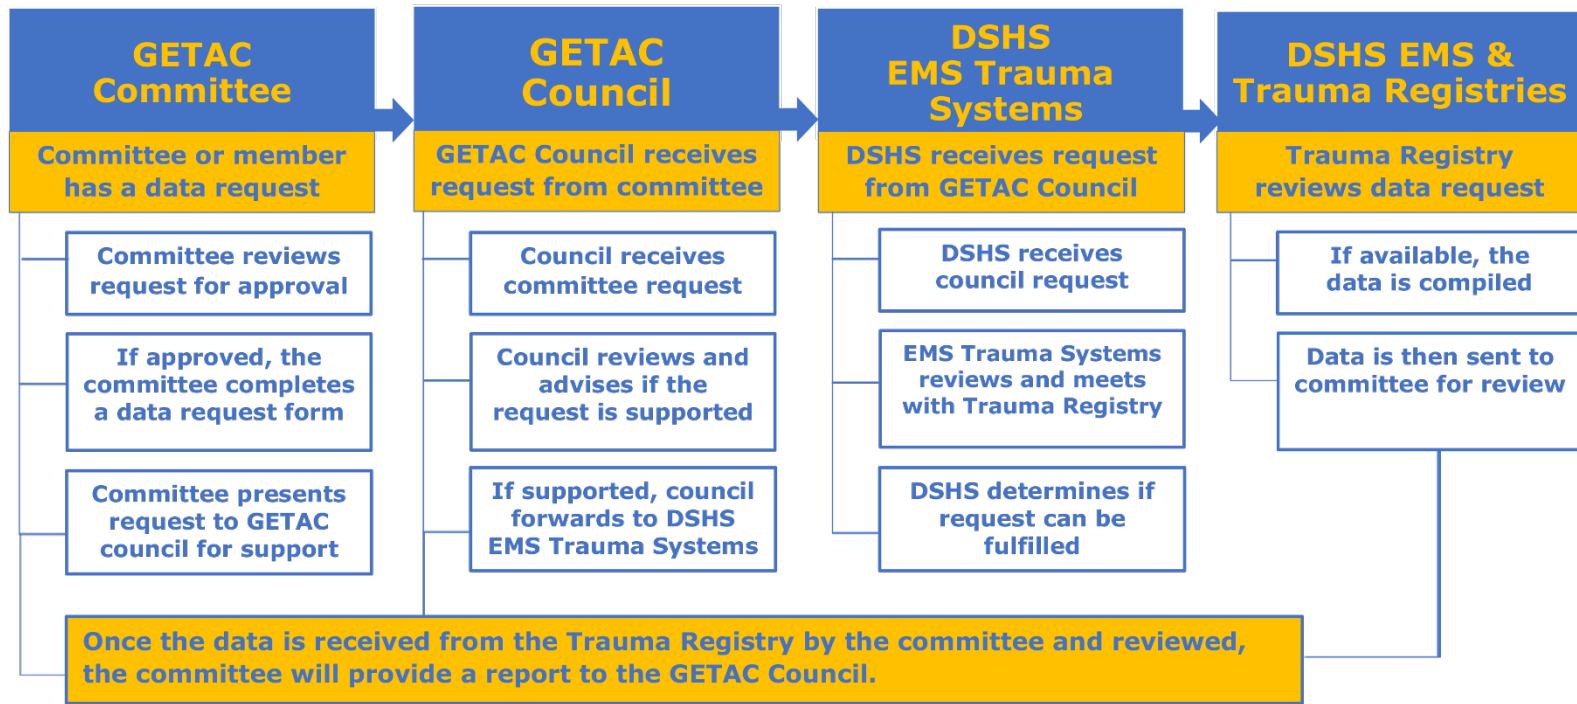 GETAC
Committee
Committee or member
has a data request
Committee reviews
request for approval
If approved, the
committee completes
a data request form
Committee presents
request to GETAC
council for support
GETAC
Council
GETAC Council receives
request from committee
Council receives
committee request
Council reviews and
advises if the
request is supported
If supported, council
forwards to DSHS
EMS Trauma Systems
DSHS
EMS Trauma
Systems
DSHS receives request
from GETAC Council
DSHS receives
council request
EMS Trauma Systems
reviews and meets
with Trauma Registry
DSHS determines if
request can be
fulfilled
DSHS EMS &
Trauma Registries
Trauma Registry
reviews data request
If available, the
data is compiled
Data is then sent to
committee for review
Once the data is received from the Trauma Registry by the committee and reviewed,
the committee will provide a report to the GETAC Council.